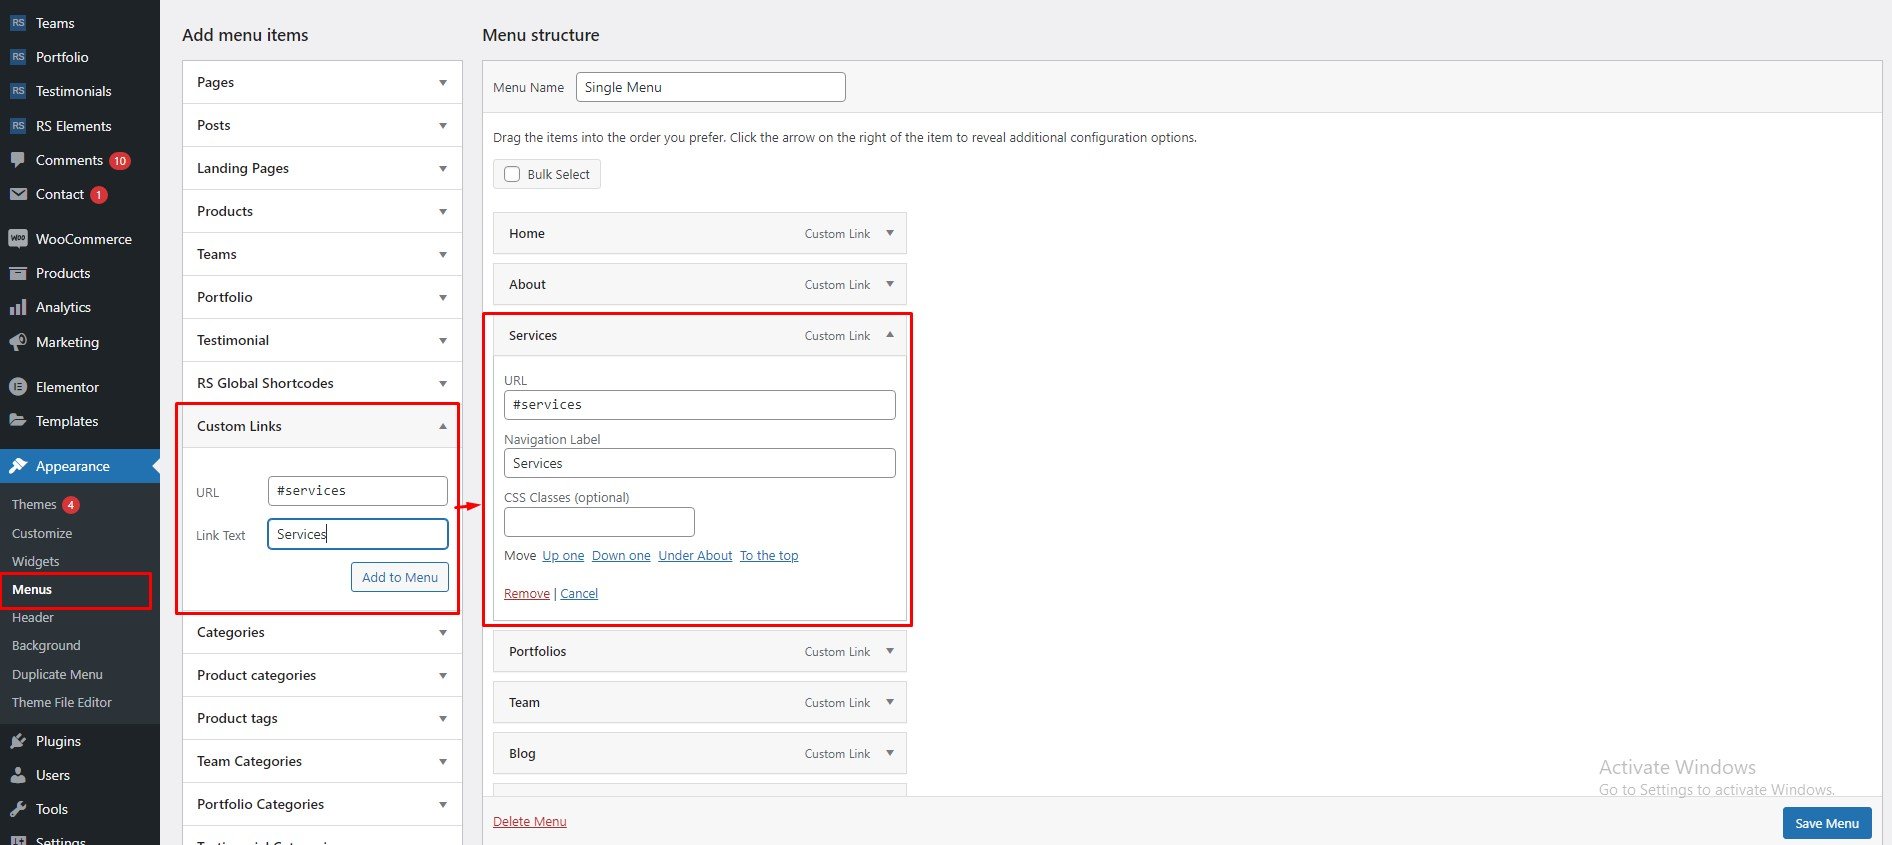 RS Teams
RS Portfolio
RS Testimonials
RS RS Elements
Comments 10
Contact 1
Woo WooCommerce
Products
Analytics
Marketing
Elementor
Templates
Appearance
Themes 4
Customize
Widgets
Menus
Header
Background
Duplicate Menu
Theme File Editor
Plugins
Users
Tools
Settings
Add menu items
Pages
Posts
Landing Pages
Products
Teams
Portfolio
Testimonial
RS Global Shortcodes
Custom Links
URL #services
Link Text Services
Add to Menu
Categories
Product categories
Product tags
Team Categories
Portfolio Categories
Menu structure
Menu Name Single Menu
Drag the items into the order you prefer. Click the arrow on the right of the item to reveal additional configuration options.
Bulk Select
Home Custom Link
About Custom Link
Services Custom Link
URL
#services
Navigation Label
Services
CSS Classes (optional)
Move Up one Down one Under About To the top
Remove | Cancel
Portfolios Custom Link
Team Custom Link
Blog Custom Link
Delete Menu
Activate Windows
Go to Settings to activate Windows.
Save Menu